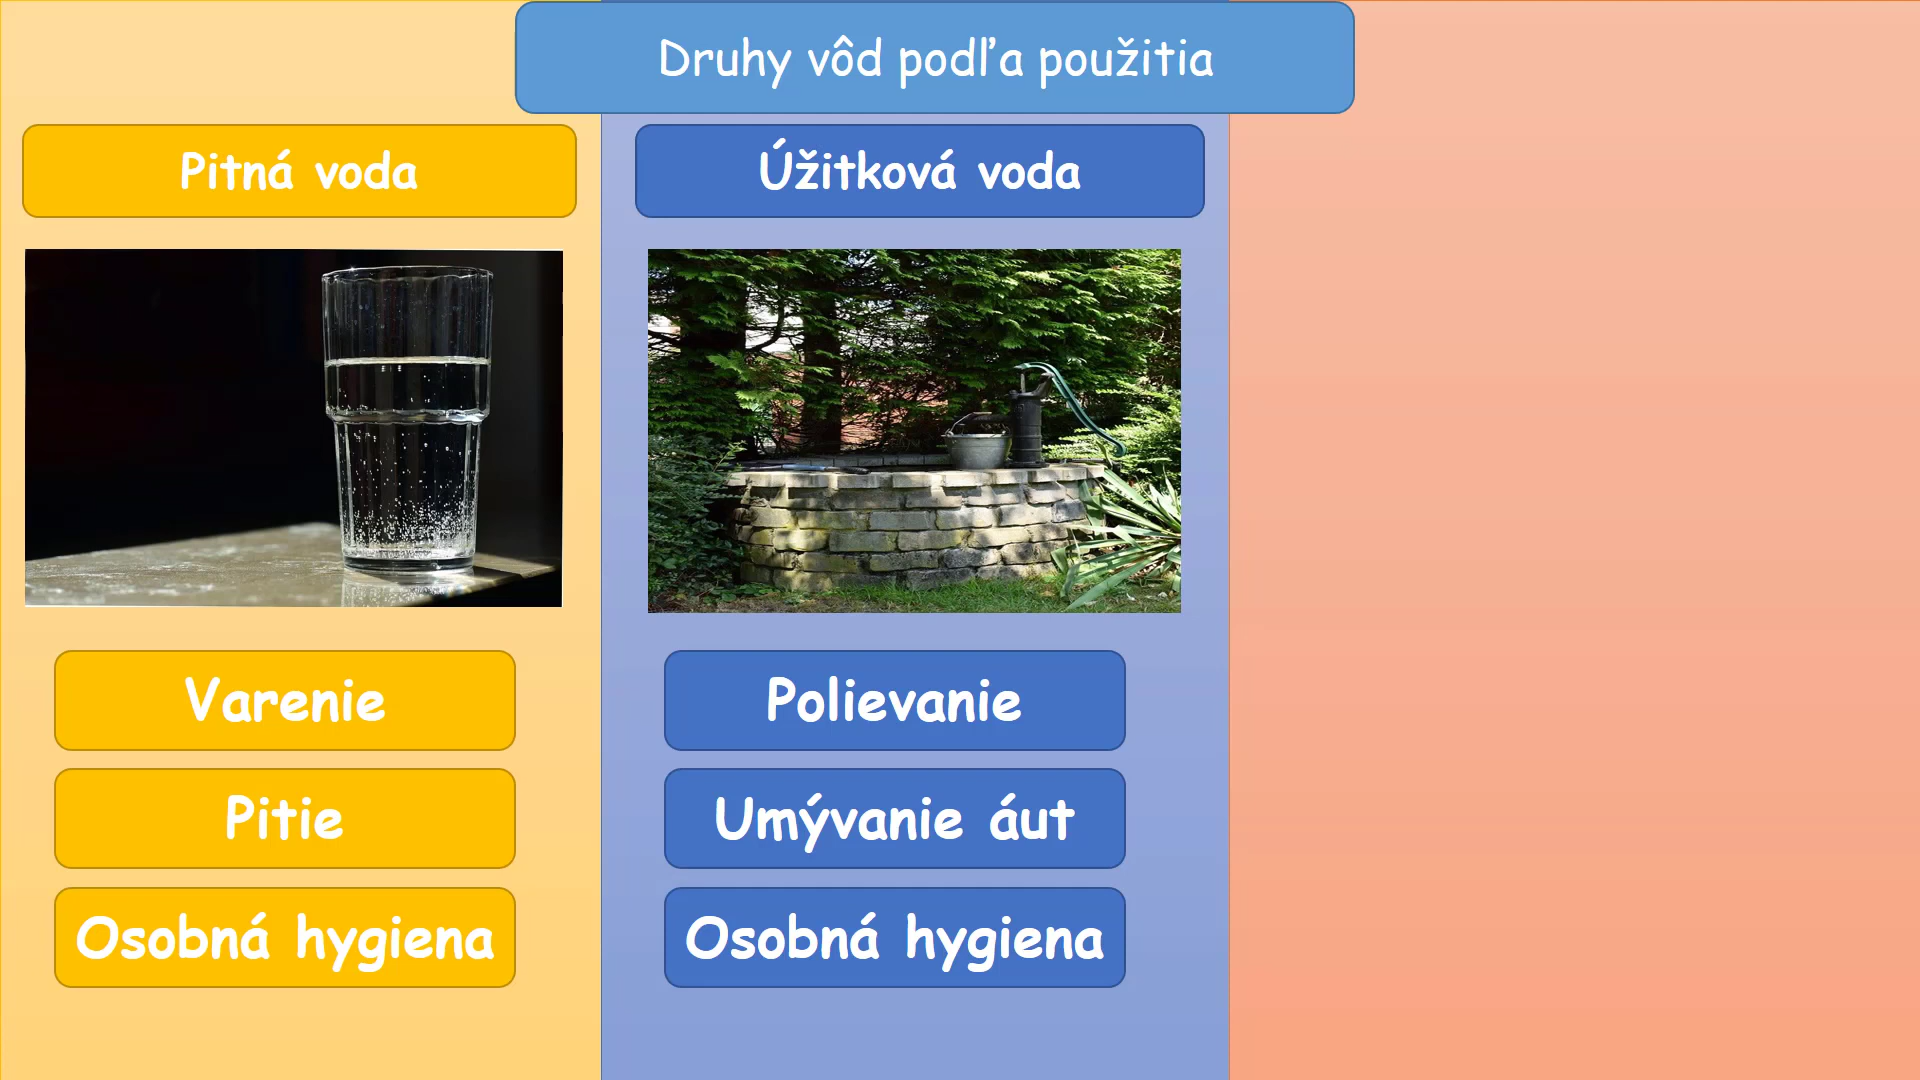 Druhy vôd podľa použitia
Pitná voda
Varenie
Pitie
Osobná hygiena
Úžitková voda
Polievanie
Umývanie áut
Osobná hygiena